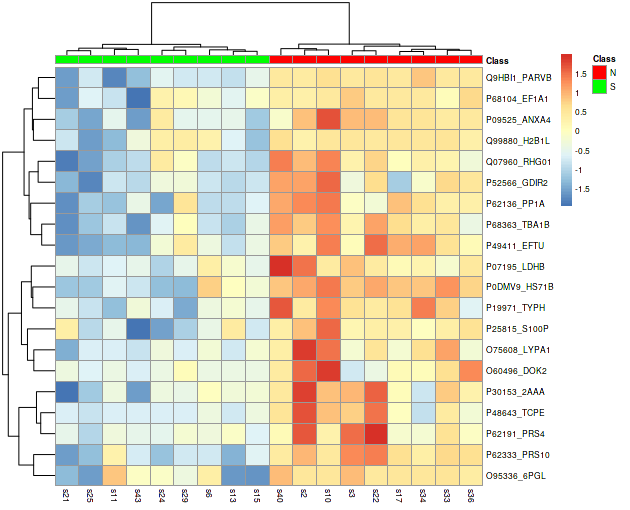 Class
Q9HBI1_PARVB
P68104_EF1A1
P09525_ANXA4
Q99880_H2B1L
Q07960_RHG01
P52566_GDIR2
P62136_PP1A
P68363_TBA1B
P49411_EFTU
P07195_LDHB
P0DMV9_HS71B
P19971_TYPH
P25815_S100P
O75608_LYPA1
O60496_DOK2
P30153_2AAA
P48643_TCPE
P62191_PRS4
P62333_PRS10
O95336_6PGL
s21 s25 s11 s43 s24 s29 s6 s13 s15 s40 s2 s10 s3 s22 s17 s34 s33 s36
1.5
1
0.5
0
-0.5
-1
-1.5
Class
N
S